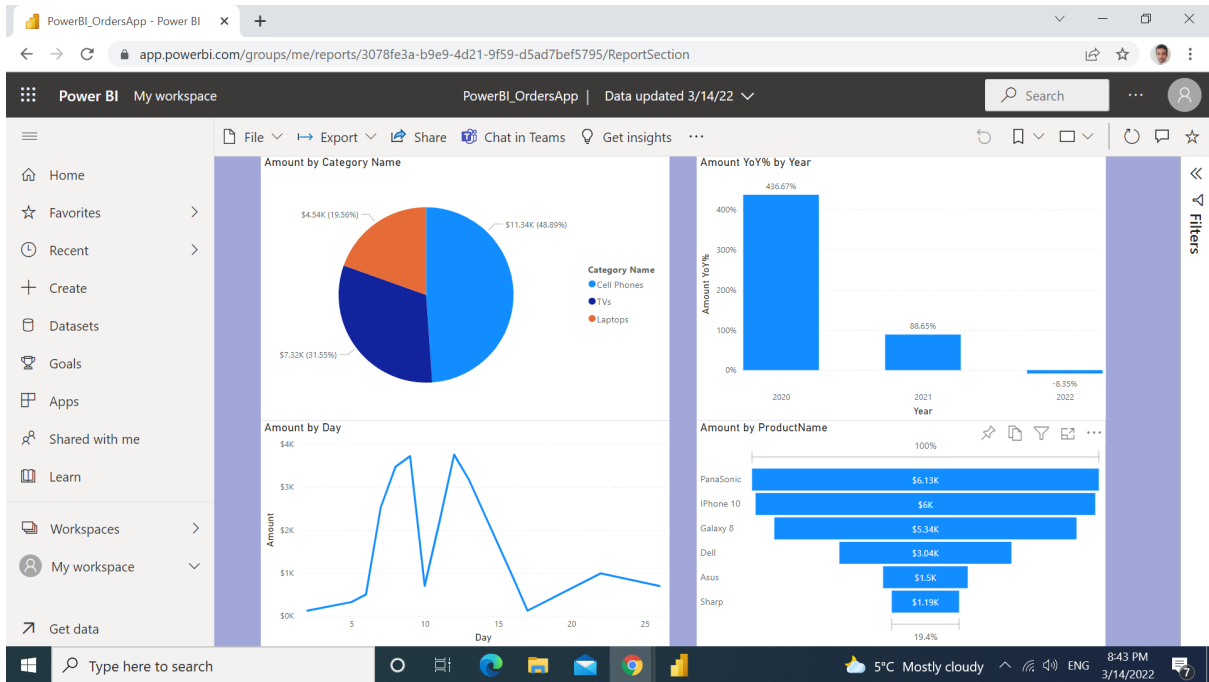 PowerBI_OrdersApp - Power BI
app.powerbi.com/groups/me/reports/3078fe3a-b9e9-4d21-9f59-d5ad7bef5795/ReportSection
Power BI My workspace PowerBI_OrdersApp | Data updated 3/14/22 Search
File Export Share Chat in Teams Get insights
Home
Favorites
Recent
Create
Datasets
Goals
Apps
Shared with me
Learn
Workspaces
My workspace
Get data
Amount by Category Name
$4.54K (19.56%)
$11.34K (48.89%)
$7.32K (31.55%)
Category Name
Cell Phones
TVs
Laptops
Amount YoY% by Year
436.67%
400%
300%
200%
100%
0%
Amount YoY%
88.65%
-8.35%
2020 2021 2022
Year
Amount by Day
$4K
$3K
$2K
$1K
$0K
Amount
5 10 15 20 25
Day
Amount by ProductName
100%
PanaSonic $6.13K
IPhone 10 $6K
Galaxy 8 $5.34K
Dell $3.04K
Asus $1.5K
Sharp $1.19K
19.4%
Filters
Type here to search
5°C Mostly cloudy ENG
8:43 PM
3/14/2022
7